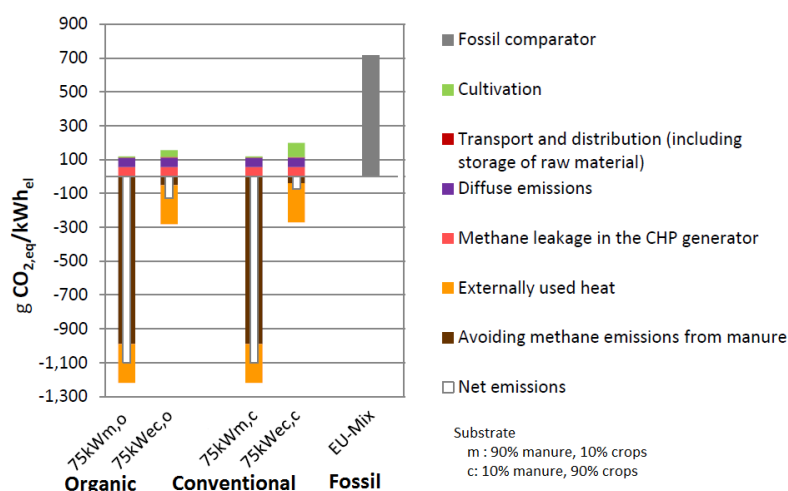 g CO2,eq/kWhel
900
700
500
300
100
-100
-300
-500
-700
-900
-1,100
-1,300
75kWm,o
75kWec,o
75kWm,c
75kWec,c
EU-Mix
Organic
Conventional
Fossil
Fossil comparator
Cultivation
Transport and distribution (including
storage of raw material)
Diffuse emissions
Methane leakage in the CHP generator
Externally used heat
Avoiding methane emissions from manure
Net emissions
Substrate
m : 90% manure, 10% crops
c: 10% manure, 90% crops